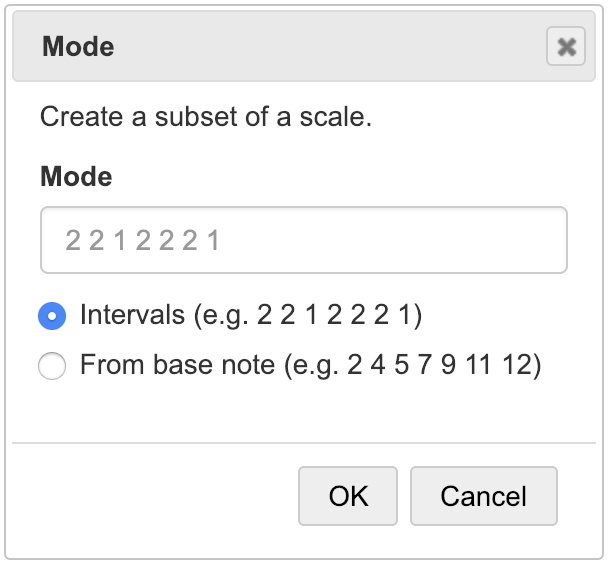 Mode
Create a subset of a scale.
Mode
2 2 1 2 2 2 1
Intervals (e.g. 2 2 1 2 2 2 1)
From base note (e.g. 2 4 5 7 9 11 12)
OK Cancel